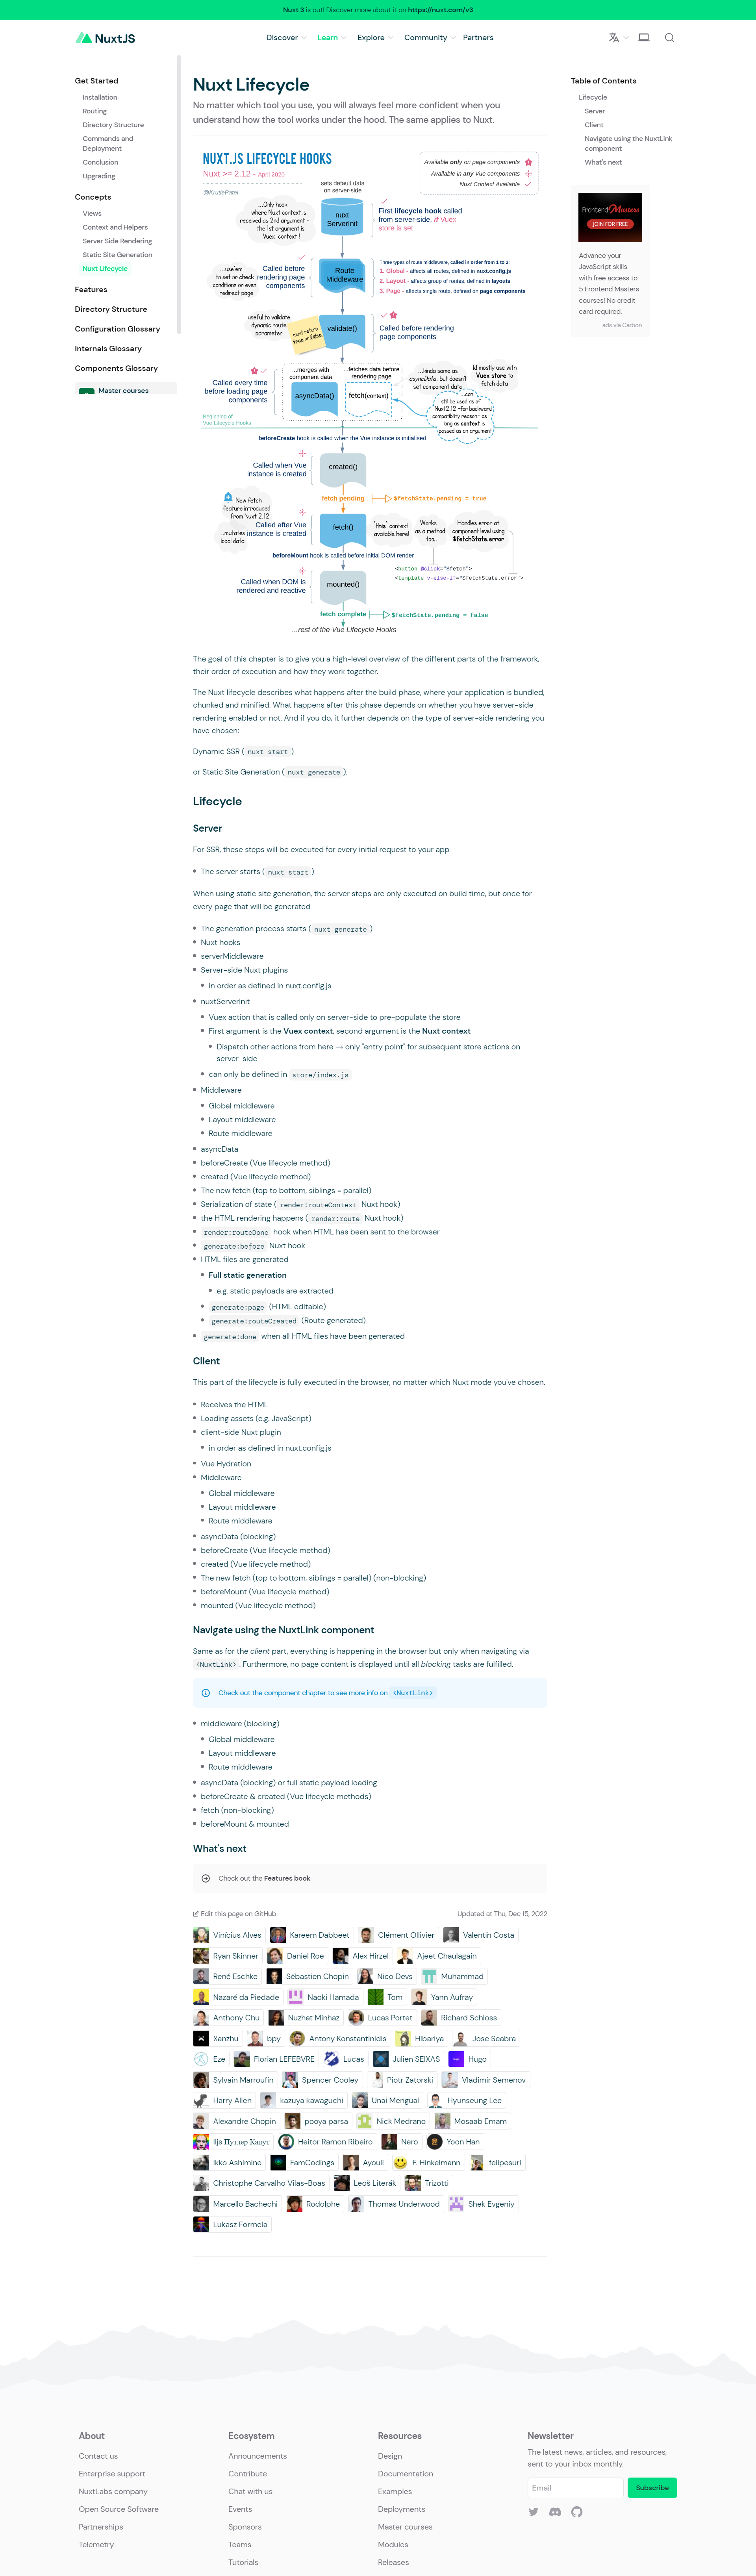 Nuxt 3 is out! Discover more about it on https://nuxt.com/v3
NuxtJS
Discover
Learn
Explore
Community
Partners
Get Started
Installation
Routing
Directory Structure
Commands and
Deployment
Conclusion
Upgrading
Concepts
Views
Context and Helpers
Server Side Rendering
Static Site Generation
Nuxt Lifecycle
Features
Directory Structure
Configuration Glossary
Internals Glossary
Components Glossary
Master courses
Nuxt Lifecycle
No matter which tool you use, you will always feel more confident when you
understand how the tool works under the hood. The same applies to Nuxt.
NUXT.JS LIFECYCLE HOOKS
Nuxt >= 2.12 - April 2020
@KrutiePatel
Available only on page components
Available in any Vue components
Nuxt Context Available
sets default data
on server-side
...Only hook
where Nuxt context is
received as 2nd argument -
the 1st argument is
Vuex-context !
nuxt
ServerInit
First lifecycle hook called
from server-side, if Vuex
store is set
...use'em
to set or check
conditions or even
redirect page
Called before
rendering page
components
Route
Middleware
Three types of route middleware, called in order from 1 to 3:
1. Global - affects all routes, defined in nuxt.config.js
2. Layout - affects group of routes, defined in layouts
3. Page - affects single route, defined on page components
useful to validate
dynamic route
parameter
must return
true or false
validate()
Called before rendering
page components
Called every time
before loading page
components
...merges with
component data
...fetches data before
rendering page
asyncData()
fetch(context)
...kinda same as
asyncData, but doesn't
set component data...
I'd mostly use with
Vuex store to
fetch data
...can
still be used as of
Nuxt2.12 -for backward
compatibility reason- as
long as context is
passed as an argument
Beginning of
Vue Lifecycle Hooks
beforeCreate hook is called when the Vue instance is initialised
Called when Vue
instance is created
created()
fetch pending
$fetchState.pending = true
New fetch
feature introduced
from Nuxt 2.12
...mutates
local data
Called after Vue
instance is created
fetch()
`this` context
available here!
Works
as a method
too...
Handles error at
component level using
$fetchState.error
beforeMount hook is called before initial DOM render
<button @click="$fetch">
<template v-else-if="$fetchState.error">
Called when DOM is
rendered and reactive
mounted()
fetch complete
$fetchState.pending = false
...rest of the Vue Lifecycle Hooks
The goal of this chapter is to give you a high-level overview of the different parts of the framework,
their order of execution and how they work together.
The Nuxt lifecycle describes what happens after the build phase, where your application is bundled,
chunked and minified. What happens after this phase depends on whether you have server-side
rendering enabled or not. And if you do, it further depends on the type of server-side rendering you
have chosen:
Dynamic SSR ( nuxt start )
or Static Site Generation ( nuxt generate ).
Lifecycle
Server
For SSR, these steps will be executed for every initial request to your app
The server starts ( nuxt start )
When using static site generation, the server steps are only executed on build time, but once for
every page that will be generated
The generation process starts ( nuxt generate )
Nuxt hooks
serverMiddleware
Server-side Nuxt plugins
in order as defined in nuxt.config.js
nuxtServerInit
Vuex action that is called only on server-side to pre-populate the store
First argument is the Vuex context, second argument is the Nuxt context
Dispatch other actions from here → only "entry point" for subsequent store actions on
server-side
can only be defined in store/index.js
Middleware
Global middleware
Layout middleware
Route middleware
asyncData
beforeCreate (Vue lifecycle method)
created (Vue lifecycle method)
The new fetch (top to bottom, siblings = parallel)
Serialization of state ( render:routeContext Nuxt hook)
the HTML rendering happens ( render:route Nuxt hook)
render:routeDone hook when HTML has been sent to the browser
generate:before Nuxt hook
HTML files are generated
Full static generation
e.g. static payloads are extracted
generate:page (HTML editable)
generate:routeCreated (Route generated)
generate:done when all HTML files have been generated
Client
This part of the lifecycle is fully executed in the browser, no matter which Nuxt mode you've chosen.
Receives the HTML
Loading assets (e.g. JavaScript)
client-side Nuxt plugin
in order as defined in nuxt.config.js
Vue Hydration
Middleware
Global middleware
Layout middleware
Route middleware
asyncData (blocking)
beforeCreate (Vue lifecycle method)
created (Vue lifecycle method)
The new fetch (top to bottom, siblings = parallel) (non-blocking)
beforeMount (Vue lifecycle method)
mounted (Vue lifecycle method)
Navigate using the NuxtLink component
Same as for the client part, everything is happening in the browser but only when navigating via
<NuxtLink> . Furthermore, no page content is displayed until all blocking tasks are fulfilled.
Check out the component chapter to see more info on <NuxtLink>
middleware (blocking)
Global middleware
Layout middleware
Route middleware
asyncData (blocking) or full static payload loading
beforeCreate & created (Vue lifecycle methods)
fetch (non-blocking)
beforeMount & mounted
What's next
Check out the Features book
Edit this page on GitHub
Updated at Thu, Dec 15, 2022
Vinícius Alves
Kareem Dabbeet
Clément Ollivier
Valentín Costa
Ryan Skinner
Daniel Roe
Alex Hirzel
Ajeet Chaulagain
René Eschke
Sébastien Chopin
Nico Devs
Muhammad
Nazaré da Piedade
Naoki Hamada
Tom
Yann Aufray
Anthony Chu
Nuzhat Minhaz
Lucas Portet
Richard Schloss
Xanzhu
bpy
Antony Konstantinidis
Hibariya
Jose Seabra
Eze
Florian LEFEBVRE
Lucas
Julien SEIXAS
Hugo
Sylvain Marroufin
Spencer Cooley
Piotr Zatorski
Vladimir Semenov
Harry Allen
kazuya kawaguchi
Unai Mengual
Hyunseung Lee
Alexandre Chopin
pooya parsa
Nick Medrano
Mosaab Emam
Iljs Путлер Капут
Heitor Ramon Ribeiro
Nero
Yoon Han
Ikko Ashimine
FamCodings
Ayouli
F. Hinkelmann
felipesuri
Christophe Carvalho Vilas-Boas
Leoš Literák
Trizotti
Marcello Bachechi
Rodolphe
Thomas Underwood
Shek Evgeniy
Lukasz Formela
Table of Contents
Lifecycle
Server
Client
Navigate using the NuxtLink
component
What's next
Frontend Masters
JOIN FOR FREE
Advance your
JavaScript skills
with free access to
5 Frontend Masters
courses! No credit
card required.
ads via Carbon
About
Contact us
Enterprise support
NuxtLabs company
Open Source Software
Partnerships
Telemetry
Ecosystem
Announcements
Contribute
Chat with us
Events
Sponsors
Teams
Tutorials
Resources
Design
Documentation
Examples
Deployments
Master courses
Modules
Releases
Newsletter
The latest news, articles, and resources,
sent to your inbox monthly.
Email
Subscribe